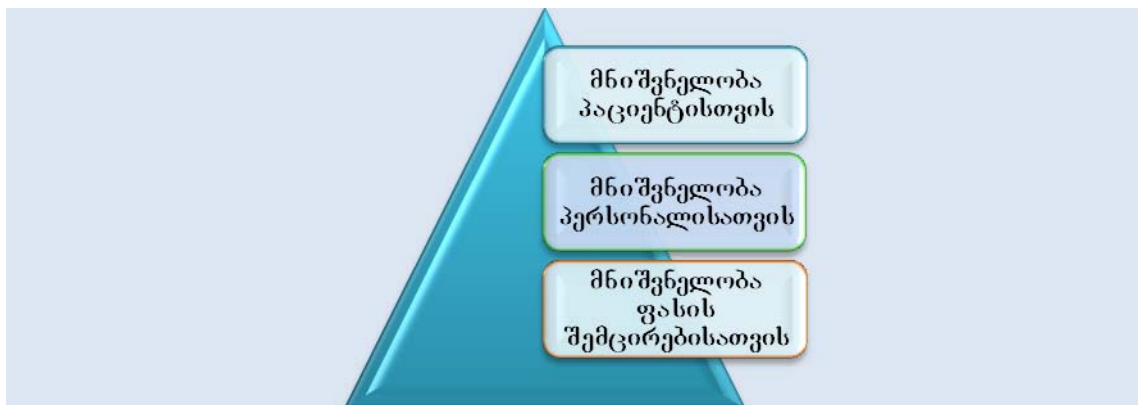 მნიშვნელობა
პაციენტისთვის
მნიშვნელობა
პერსონალისათვის
მნიშვნელობა
ფასის
შემცირებისათვის